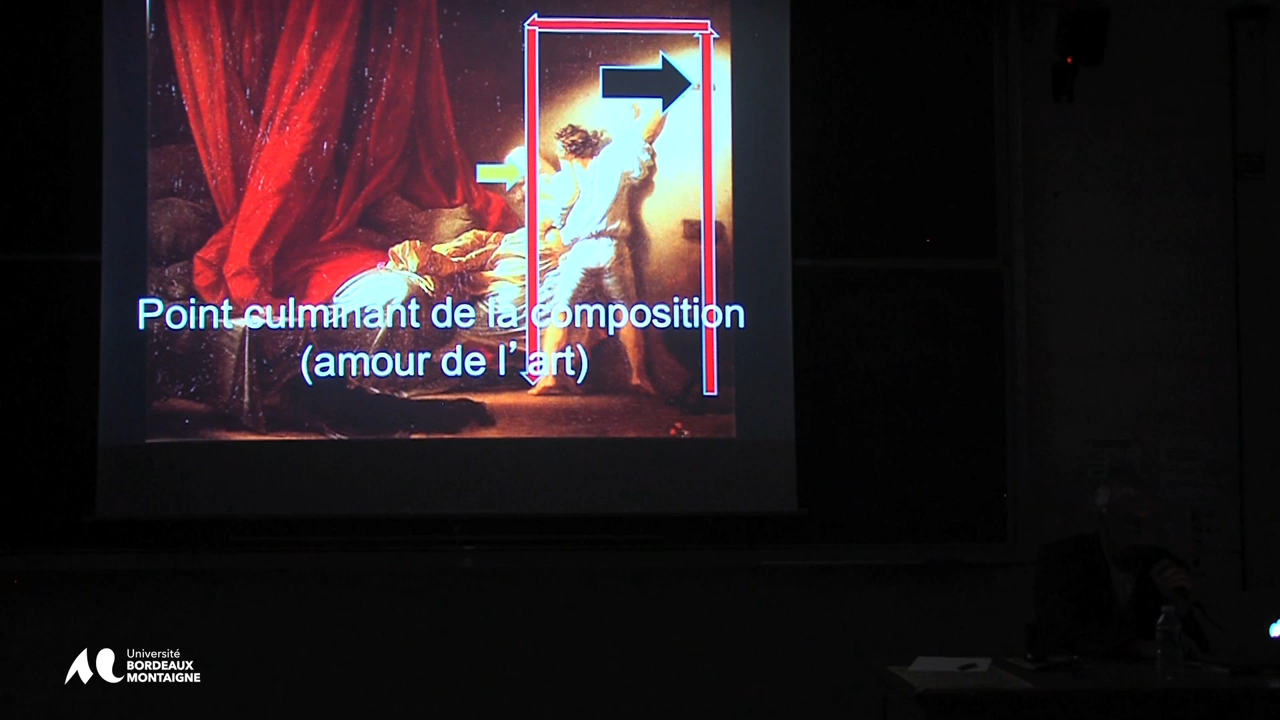 Point culminant de la composition
(amour de l’art)
Université
BORDEAUX
MONTAIGNE